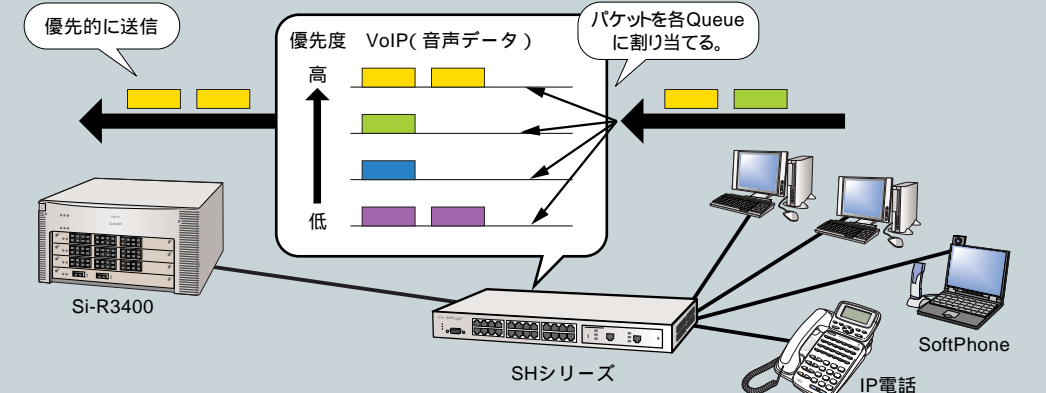 優先的に送信
パケットを各Queue
に割り当てる。
優先度 VoIP(音声データ)
高
低
Si-R3400
SHシリーズ
SoftPhone
IP電話